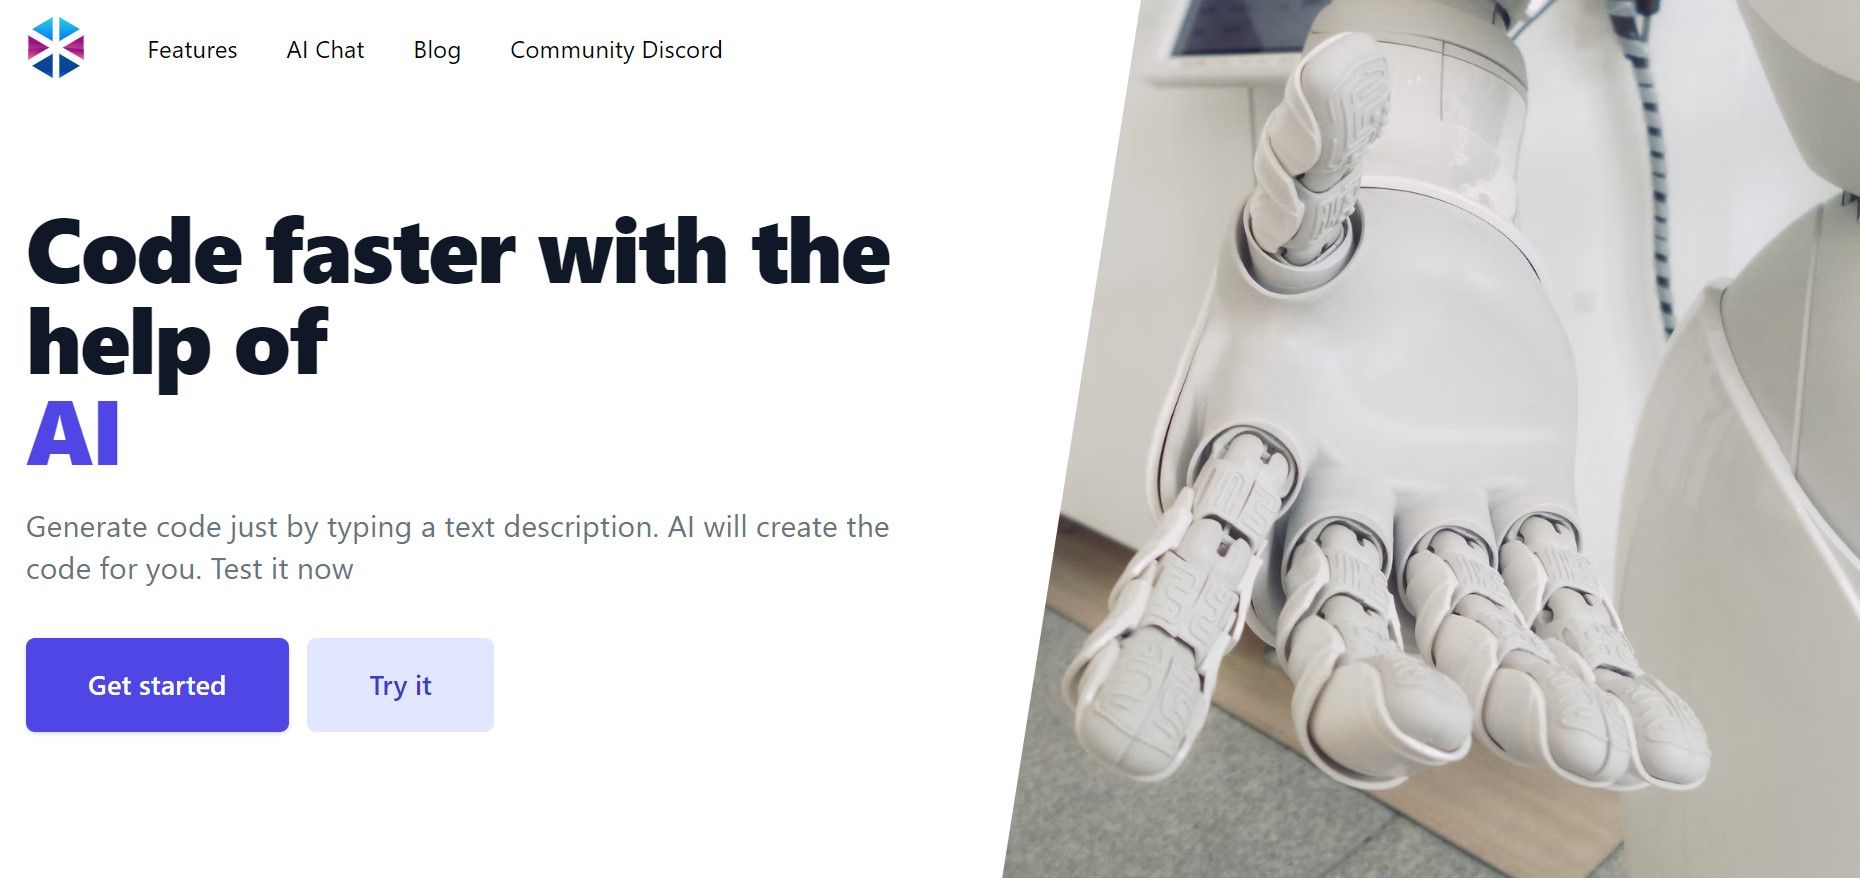 Features AI Chat Blog Community Discord
Code faster with the
help of
AI
Generate code just by typing a text description. AI will create the
code for you. Test it now
Get started Try it